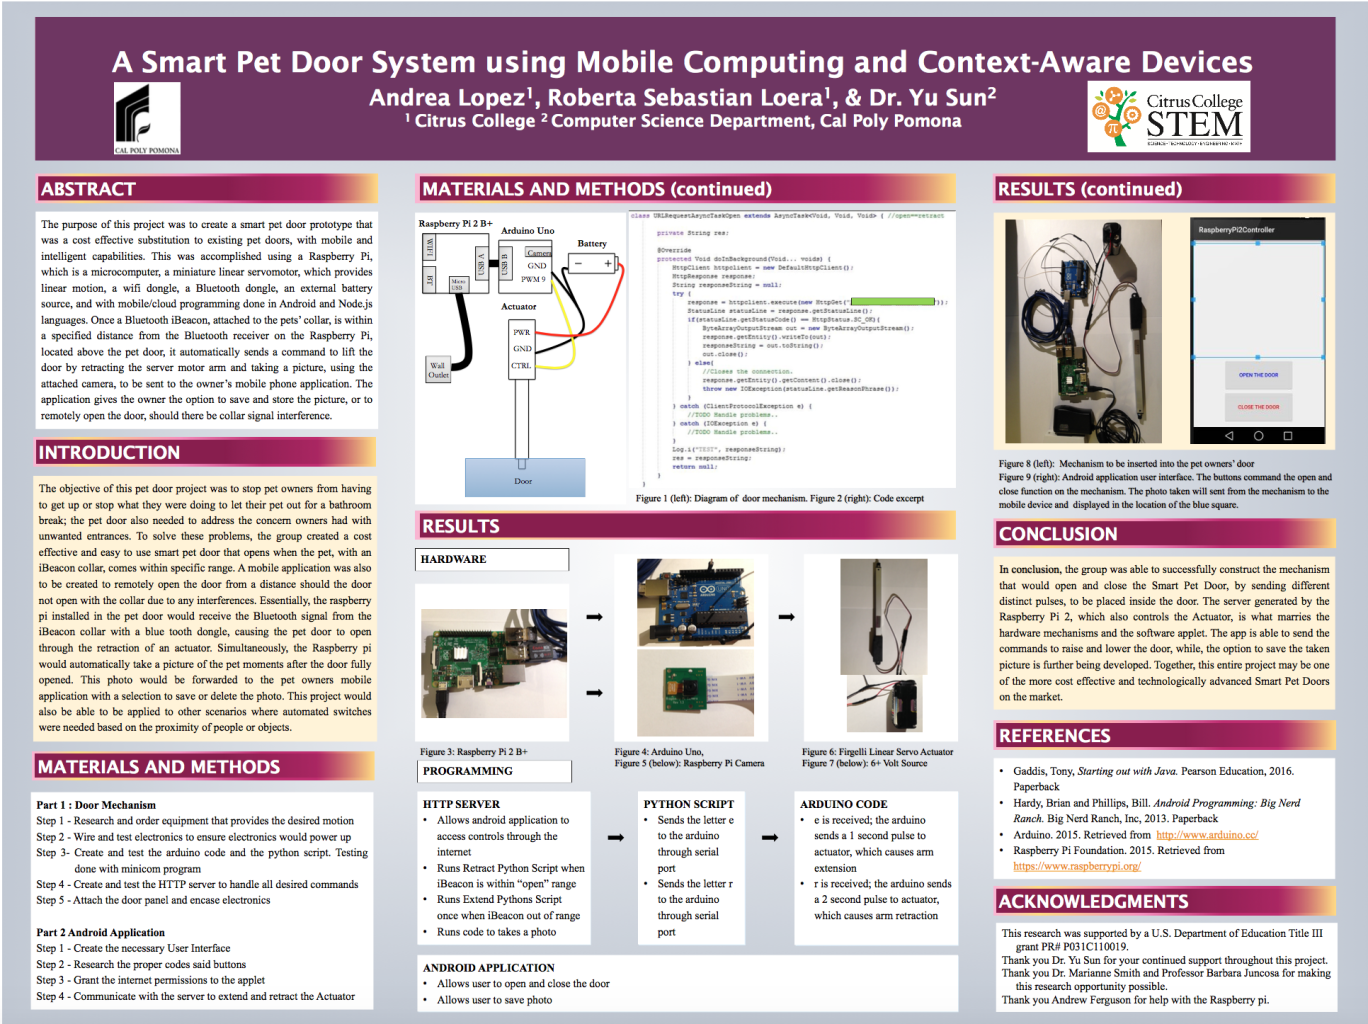 A Smart Pet Door System using Mobile Computing and Context-Aware Devices
Andrea Lopez¹, Roberta Sebastian Loera¹, & Dr. Yu Sun²
¹ Citrus College ² Computer Science Department, Cal Poly Pomona
CAL POLY POMONA
Citrus College
STEM
SCIENCE · TECHNOLOGY · ENGINEERING · MATH
ABSTRACT
The purpose of this project was to create a smart pet door prototype that
was a cost effective substitution to existing pet doors, with mobile and
intelligent capabilities. This was accomplished using a Raspberry Pi,
which is a microcomputer, a miniature linear servomotor, which provides
linear motion, a wifi dongle, a Bluetooth dongle, an external battery
source, and with mobile/cloud programming done in Android and Node.js
languages. Once a Bluetooth iBeacon, attached to the pets' collar, is within
a specified distance from the Bluetooth receiver on the Raspberry Pi,
located above the pet door, it automatically sends a command to lift the
door by retracting the server motor arm and taking a picture, using the
attached camera, to be sent to the owner's mobile phone application. The
application gives the owner the option to save and store the picture, or to
remotely open the door, should there be collar signal interference.
INTRODUCTION
The objective of this pet door project was to stop pet owners from having
to get up or stop what they were doing to let their pet out for a bathroom
break; the pet door also needed to address the concern owners had with
unwanted entrances. To solve these problems, the group created a cost
effective and easy to use smart pet door that opens when the pet, with an
iBeacon collar, comes within specific range. A mobile application was also
to be created to remotely open the door from a distance should the door
not open with the collar due to any interferences. Essentially, the raspberry
pi installed in the pet door would receive the Bluetooth signal from the
iBeacon collar with a blue tooth dongle, causing the pet door to open
through the retraction of an actuator. Simultaneously, the Raspberry pi
would automatically take a picture of the pet moments after the door fully
opened. This photo would be forwarded to the pet owners mobile
application with a selection to save or delete the photo. This project would
also be able to be applied to other scenarios where automated switches
were needed based on the proximity of people or objects.
MATERIALS AND METHODS
Part 1 : Door Mechanism
Step 1 - Research and order equipment that provides the desired motion
Step 2 - Wire and test electronics to ensure electronics would power up
Step 3- Create and test the arduino code and the python script. Testing
done with minicom program
Step 4 - Create and test the HTTP server to handle all desired commands
Step 5 - Attach the door panel and encase electronics
Part 2 Android Application
Step 1 - Create the necessary User Interface
Step 2 - Research the proper codes said buttons
Step 3 - Grant the internet permissions to the applet
Step 4 - Communicate with the server to extend and retract the Actuator
MATERIALS AND METHODS (continued)
Raspberry Pi 2 B+
Arduino Uno
Battery
WIFI
BT
USB A
USB B
Micro USB
Camera
GND
PWM 9
Actuator
PWR
GND
CTRL
Wall
Outlet
Door
class URLRequestAsyncTaskOpen extends AsyncTask<Void, Void, Void> { //open==retract
private String res;
@Override
protected Void doInBackground(Void... voids) {
HttpClient httpclient = new DefaultHttpClient();
HttpResponse response;
String responseString = null;
try {
response = httpclient.execute(new HttpGet("
"));
StatusLine statusLine = response.getStatusLine();
if(statusLine.getStatusCode() == HttpStatus.SC_OK){
ByteArrayOutputStream out = new ByteArrayOutputStream();
response.getEntity().writeTo(out);
responseString = out.toString();
out.close();
} else{
//Closes the connection.
response.getEntity().getContent().close();
throw new IOException(statusLine.getReasonPhrase());
}
} catch (ClientProtocolException e) {
//TODO Handle problems..
} catch (IOException e) {
//TODO Handle problems..
}
Log.i("TEST", responseString);
res = responseString;
return null;
}
}
Figure 1 (left): Diagram of door mechanism. Figure 2 (right): Code excerpt
RESULTS
HARDWARE
Figure 3: Raspberry Pi 2 B+
Figure 4: Arduino Uno,
Figure 5 (below): Raspberry Pi Camera
Figure 6: Firgelli Linear Servo Actuator
Figure 7 (below): 6+ Volt Source
PROGRAMMING
HTTP SERVER
• Allows android application to
access controls through the
internet
• Runs Retract Python Script when
iBeacon is within "open" range
• Runs Extend Pythons Script
once when iBeacon out of range
• Runs code to takes a photo
PYTHON SCRIPT
• Sends the letter e
to the arduino
through serial
port
• Sends the letter r
to the arduino
through serial
port
ARDUINO CODE
• e is received; the arduino
sends a 1 second pulse to
actuator, which causes arm
extension
• r is received; the arduino sends
a 2 second pulse to actuator,
which causes arm retraction
ANDROID APPLICATION
• Allows user to open and close the door
• Allows user to save photo
RESULTS (continued)
RaspberryPi2Controller
OPEN THE DOOR
CLOSE THE DOOR
Figure 8 (left): Mechanism to be inserted into the pet owners' door
Figure 9 (right): Android application user interface. The buttons command the open and
close function on the mechanism. The photo taken will sent from the mechanism to the
mobile device and displayed in the location of the blue square.
CONCLUSION
In conclusion, the group was able to successfully construct the mechanism
that would open and close the Smart Pet Door, by sending different
distinct pulses, to be placed inside the door. The server generated by the
Raspberry Pi 2, which also controls the Actuator, is what marries the
hardware mechanisms and the software applet. The app is able to send the
commands to raise and lower the door, while, the option to save the taken
picture is further being developed. Together, this entire project may be one
of the more cost effective and technologically advanced Smart Pet Doors
on the market.
REFERENCES
• Gaddis, Tony, Starting out with Java. Pearson Education, 2016.
Paperback
• Hardy, Brian and Phillips, Bill. Android Programming: Big Nerd
Ranch. Big Nerd Ranch, Inc, 2013. Paperback
• Arduino. 2015. Retrieved from http://www.arduino.cc/
• Raspberry Pi Foundation. 2015. Retrieved from
https://www.raspberrypi.org/
ACKNOWLEDGMENTS
This research was supported by a U.S. Department of Education Title III
grant PR# P031C110019.
Thank you Dr. Yu Sun for your continued support throughout this project.
Thank you Dr. Marianne Smith and Professor Barbara Juncosa for making
this research opportunity possible.
Thank you Andrew Ferguson for help with the Raspberry pi.